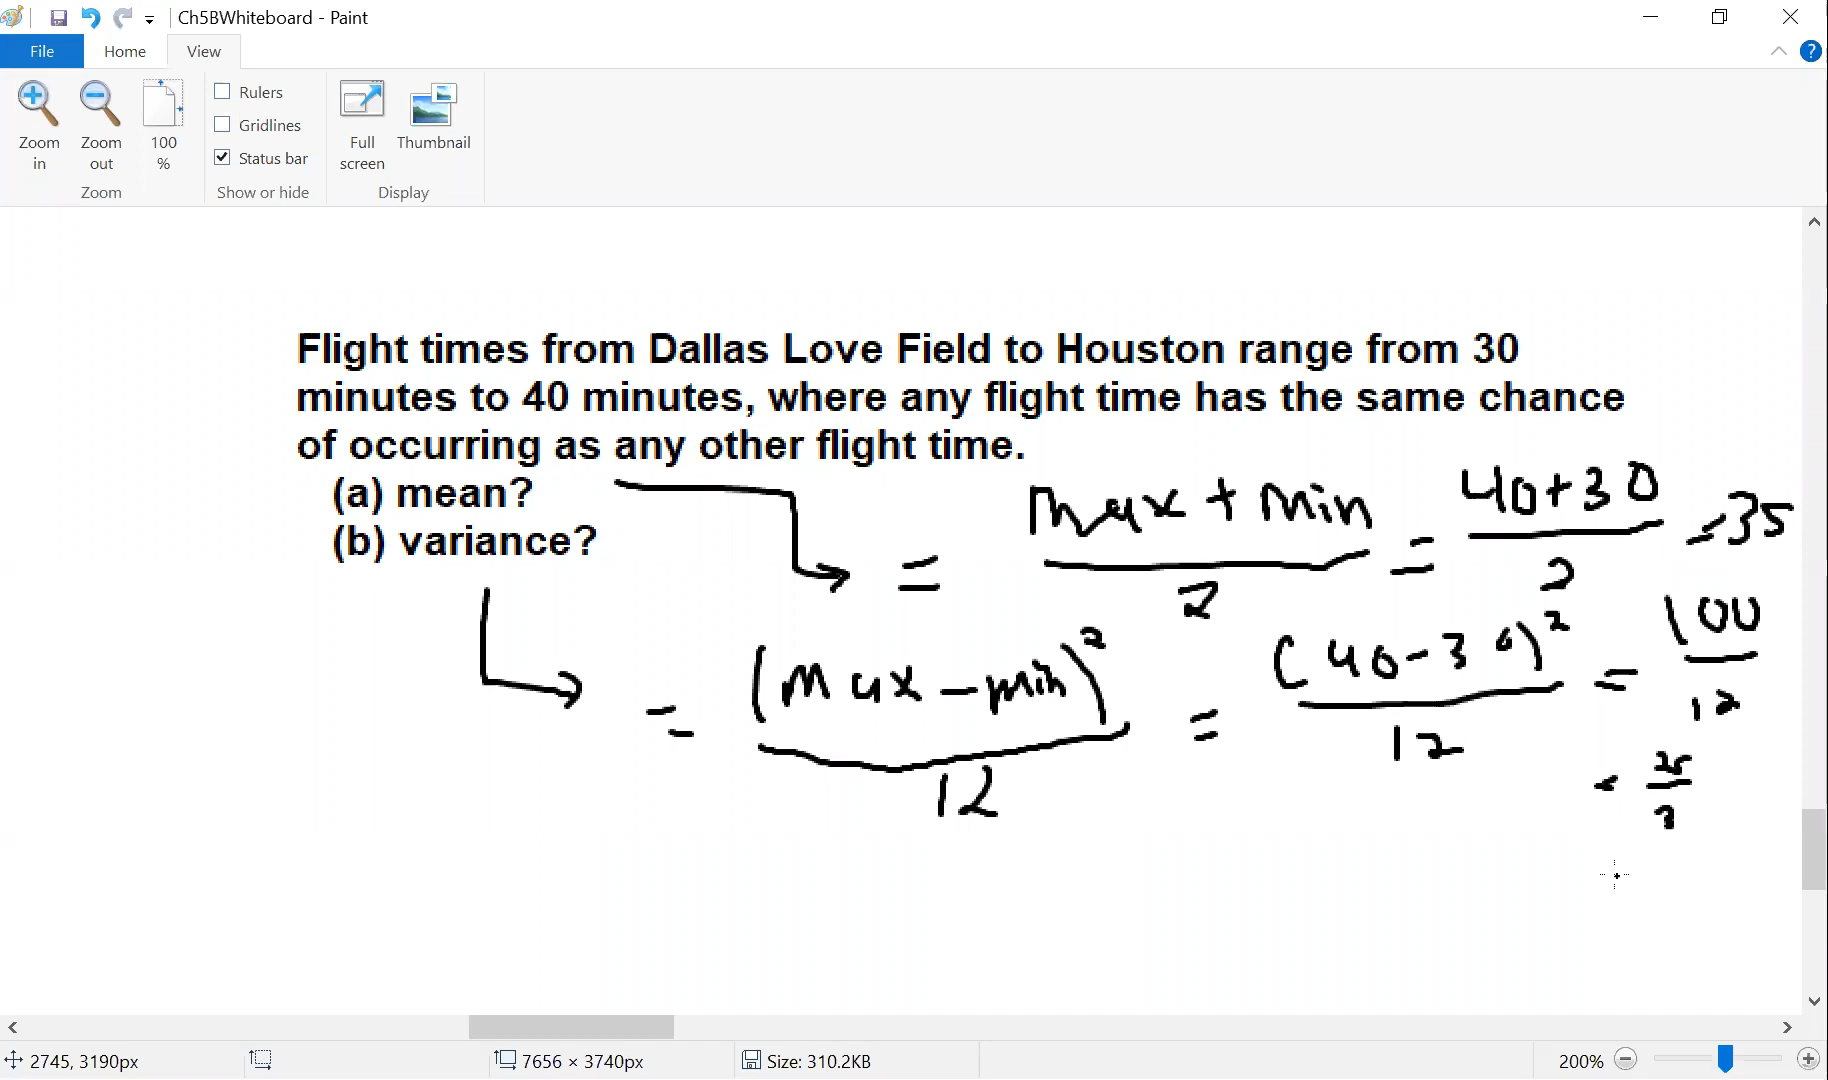 Ch5BWhiteboard - Paint
File Home View
Zoom in
Zoom out
100 %
Zoom
Rulers
Gridlines
Status bar
Show or hide
Full screen
Thumbnail
Display
Flight times from Dallas Love Field to Houston range from 30
minutes to 40 minutes, where any flight time has the same chance
of occurring as any other flight time.
(a) mean?
(b) variance?
= (max + min)/2 = (40+30)/2 = 35
= (max - min)²/12 = (40-30)²/12 = 100/12
= 25/3
2745, 3190px
7656 × 3740px
Size: 310.2KB
200%